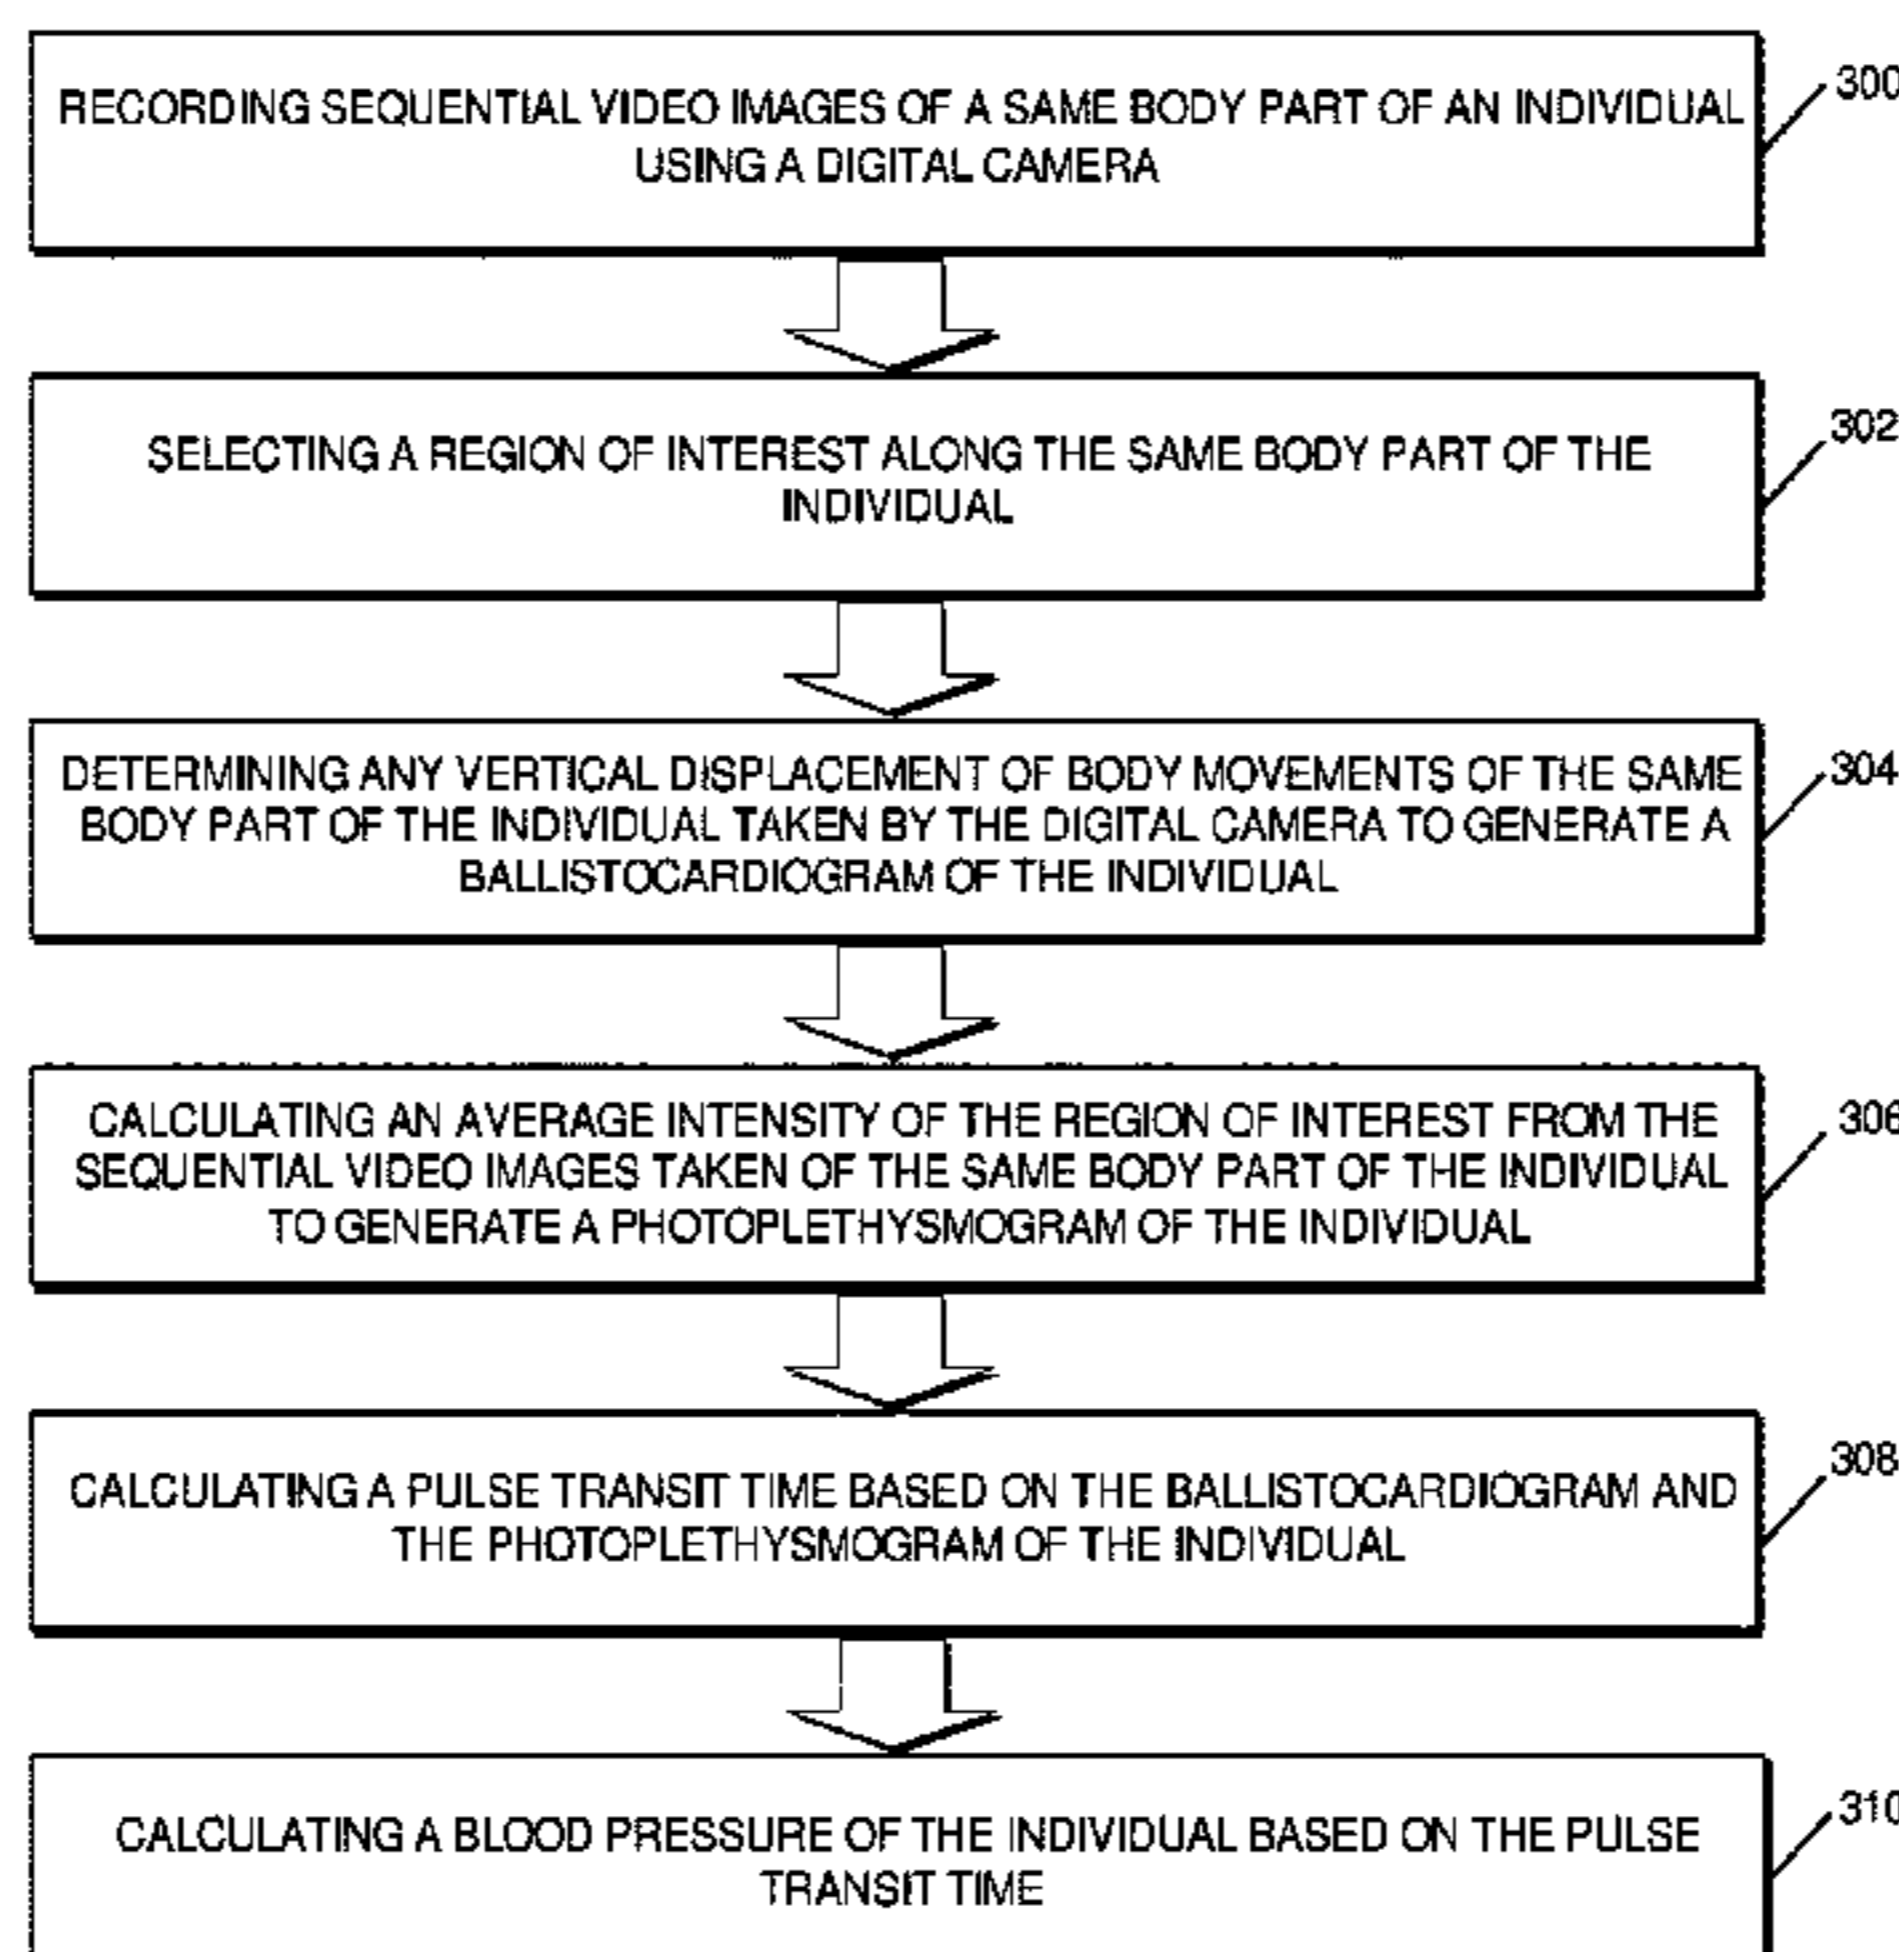 RECORDING SEQUENTIAL VIDEO IMAGES OF A SAME BODY PART OF AN INDIVIDUAL
USING A DIGITAL CAMERA
300
SELECTING A REGION OF INTEREST ALONG THE SAME BODY PART OF THE
INDIVIDUAL
302
DETERMINING ANY VERTICAL DISPLACEMENT OF BODY MOVEMENTS OF THE SAME
BODY PART OF THE INDIVIDUAL TAKEN BY THE DIGITAL CAMERA TO GENERATE A
BALLISTOCARDIOGRAM OF THE INDIVIDUAL
304
CALCULATING AN AVERAGE INTENSITY OF THE REGION OF INTEREST FROM THE
SEQUENTIAL VIDEO IMAGES TAKEN OF THE SAME BODY PART OF THE INDIVIDUAL
TO GENERATE A PHOTOPLETHYSMOGRAM OF THE INDIVIDUAL
306
CALCULATING A PULSE TRANSIT TIME BASED ON THE BALLISTOCARDIOGRAM AND
THE PHOTOPLETHYSMOGRAM OF THE INDIVIDUAL
308
CALCULATING A BLOOD PRESSURE OF THE INDIVIDUAL BASED ON THE PULSE
TRANSIT TIME
310